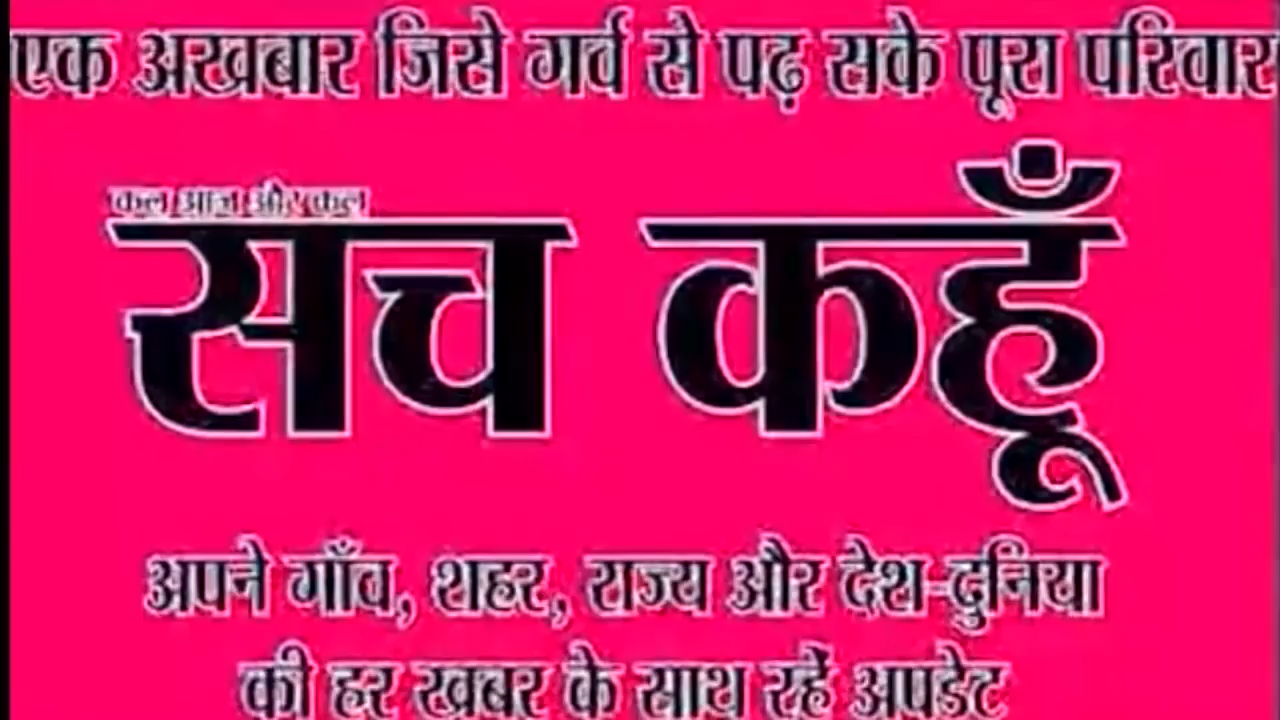 एक अखबार जिसे गर्व से पढ़ सके पूरा परिवार
कल आज और कल
सच कहूँ
अपने गाँव, शहर, राज्य और देश-दुनिया
की हर खबर के साथ रहें अपडेट